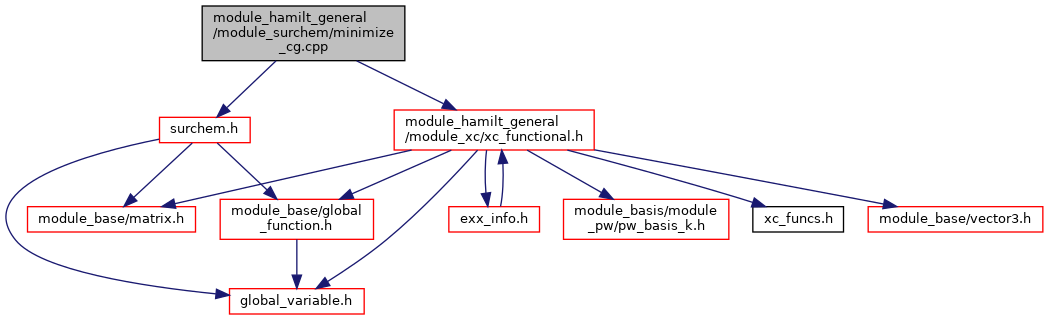 module_hamilt_general
/module_surchem/minimize
_cg.cpp
surchem.h
module_hamilt_general
/module_xc/xc_functional.h
module_base/matrix.h
module_base/global
_function.h
exx_info.h
module_basis/module
_pw/pw_basis_k.h
xc_funcs.h
module_base/vector3.h
global_variable.h